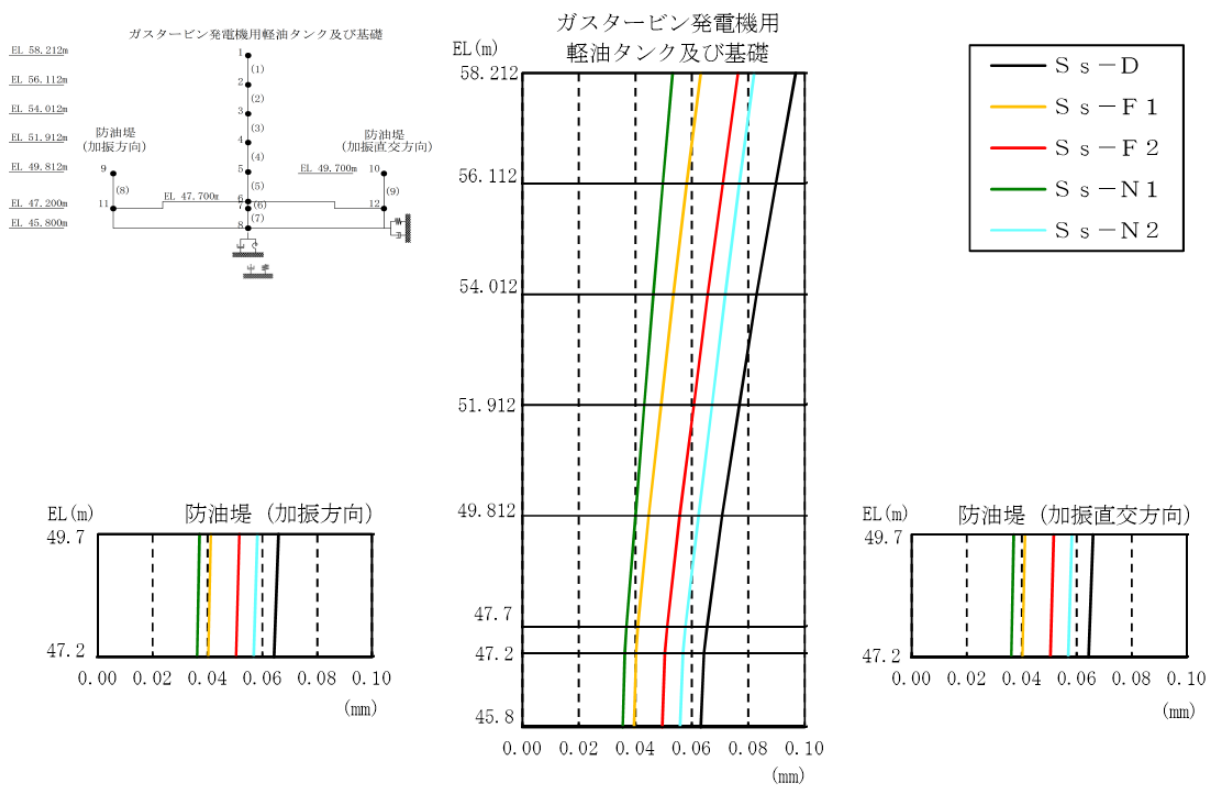 ガスタービン発電機用軽油タンク及び基礎
EL 58.212m
EL 56.112m
EL 54.012m
EL 51.912m
EL 49.812m
EL 47.200m
EL 45.800m
1
(1)
2
(2)
3
(3)
4
(4)
5
(5)
6
7
(6)
(7)
8
防油堤
(加振方向)
9
(8)
11
EL 47.700m
防油堤
(加振直交方向)
EL 49.700m
10
(9)
12
ガスタービン発電機用
軽油タンク及び基礎
EL(m)
58.212
56.112
54.012
51.912
49.812
47.7
47.2
45.8
0.00 0.02 0.04 0.06 0.08 0.10
(mm)
Ss-D
Ss-F1
Ss-F2
Ss-N1
Ss-N2
EL(m)
防油堤 (加振方向)
49.7
47.2
0.00 0.02 0.04 0.06 0.08 0.10
(mm)
EL(m)
防油堤 (加振直交方向)
49.7
47.2
0.00 0.02 0.04 0.06 0.08 0.10
(mm)